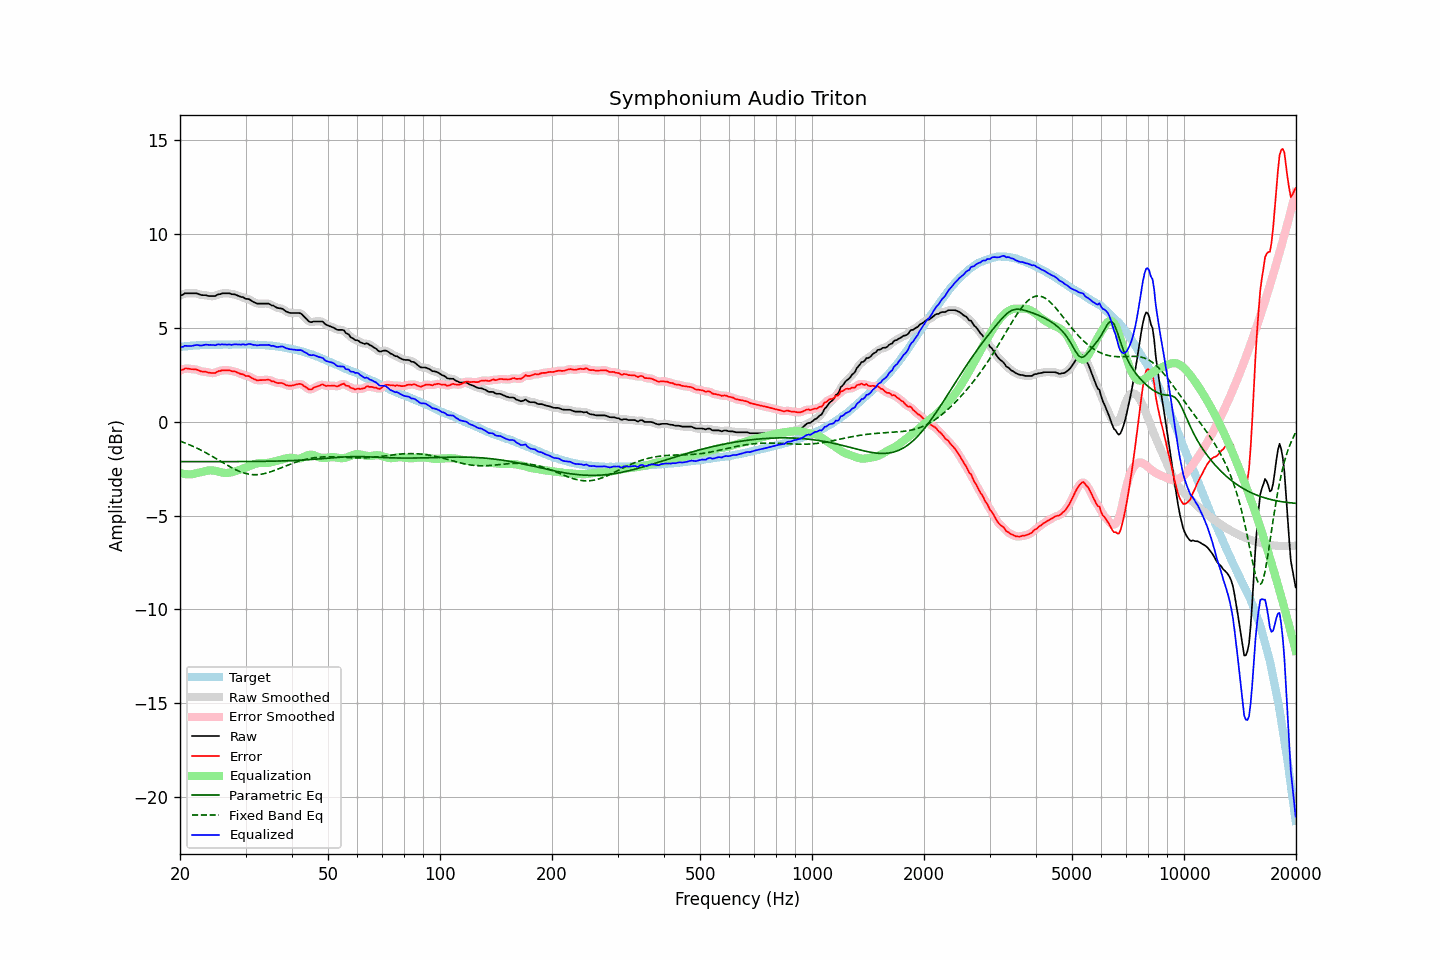 Symphonium Audio Triton
15
10
5
0
−5
−10
−15
−20
Amplitude (dBr)
Target
Raw Smoothed
Error Smoothed
Raw
Error
Equalization
Parametric Eq
Fixed Band Eq
Equalized
20 50 100 200 500 1000 2000 5000 10000 20000
Frequency (Hz)